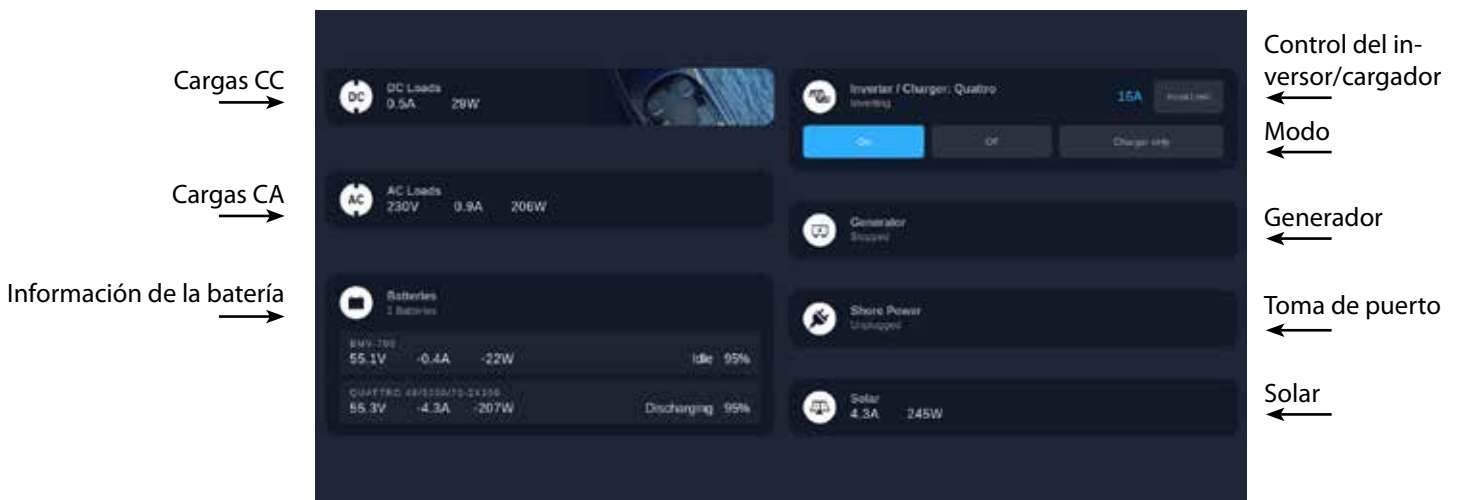 Cargas CC
Cargas CA
Información de la batería
DC
DC Loads
0.5A 29W
AC
AC Loads
230V 0.9A 206W
Batteries
2 Batteries
BMV-700
55.1V -0.4A -22W Idle 95%
55.3V -4.3A -207W Discharging 95%
Inverter / Charger: Quattro
Inverting
16A
On Off Charger only
Generator
Stopped
Shore Power
Unplugged
Solar
4.3A 245W
Control del in-
versor/cargador
Modo
Generador
Toma de puerto
Solar